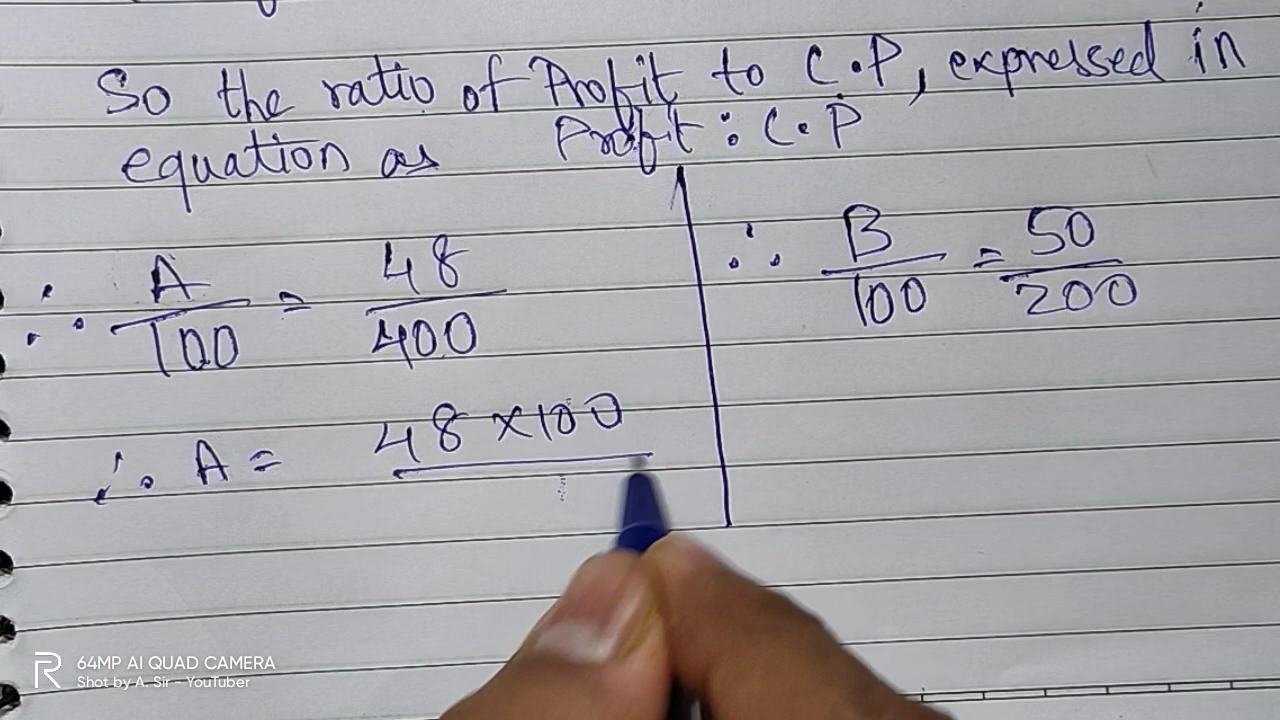 So the ratio of Profit to C.P, expressed in
equation as Profit : C.P
∴ A/100 = 48/400
∴ A = 48 × 100
∴ B/100 = 50/200
64MP AI QUAD CAMERA
Shot by A. Sir - YouTuber